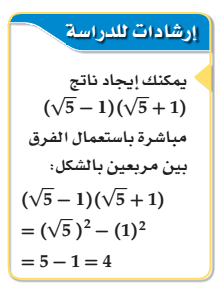 إرشادات للدراسة
يمكنك إيجاد ناتج
(√5 − 1)(√5 + 1)
مباشرة باستعمال الفرق
بين مربعين بالشكل:
(√5 − 1)(√5 + 1)
= (√5)² − (1)²
= 5 − 1 = 4